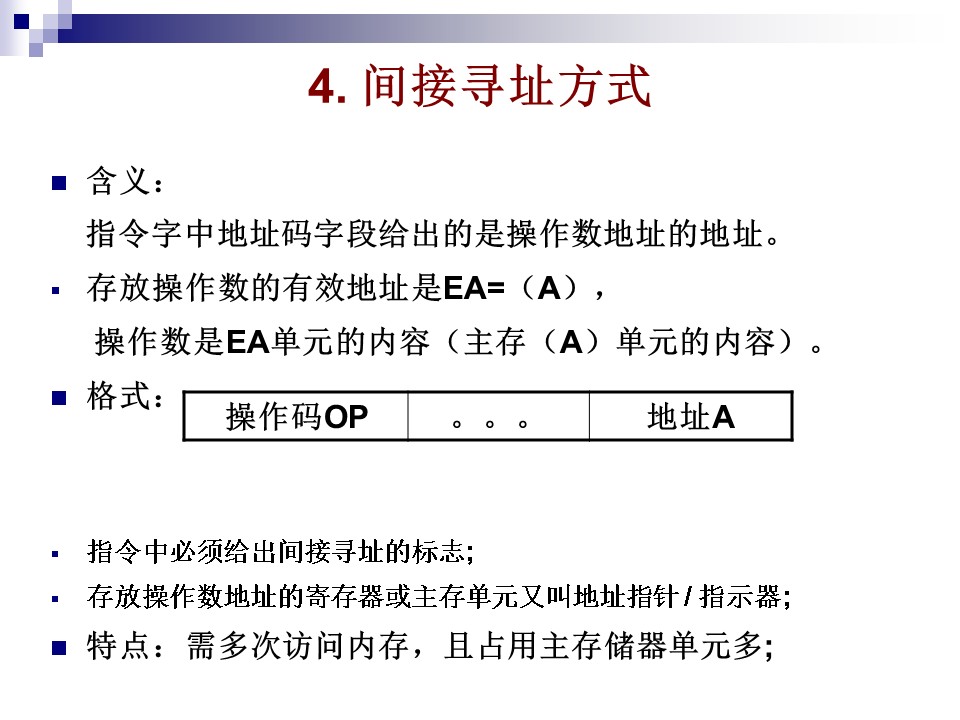 4. 间接寻址方式
含义：
指令字中地址码字段给出的是操作数地址的地址。
存放操作数的有效地址是EA=（A），
操作数是EA单元的内容（主存（A）单元的内容）。
格式：
操作码OP 。。。 地址A
指令中必须给出间接寻址的标志;
存放操作数地址的寄存器或主存单元又叫地址指针 / 指示器;
特点：需多次访问内存，且占用主存储器单元多;